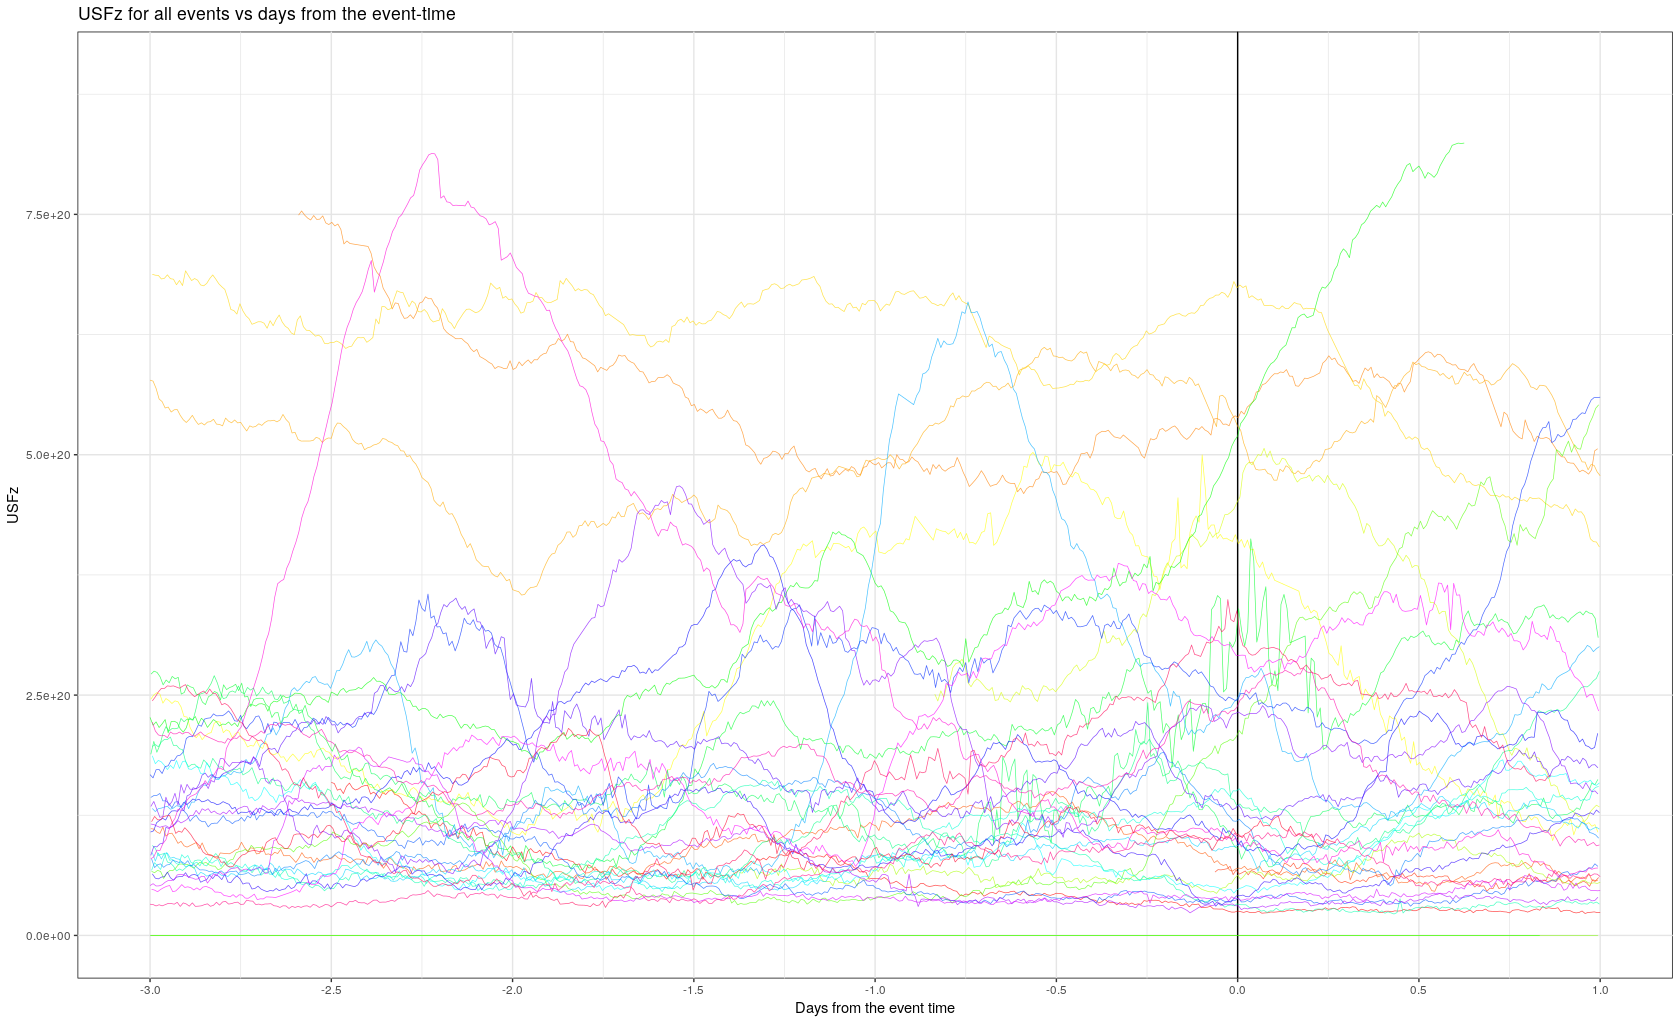 USFz for all events vs days from the event-time
USFz
7.5e+20
5.0e+20
2.5e+20
0.0e+00
-3.0 -2.5 -2.0 -1.5 -1.0 -0.5 0.0 0.5 1.0
Days from the event time